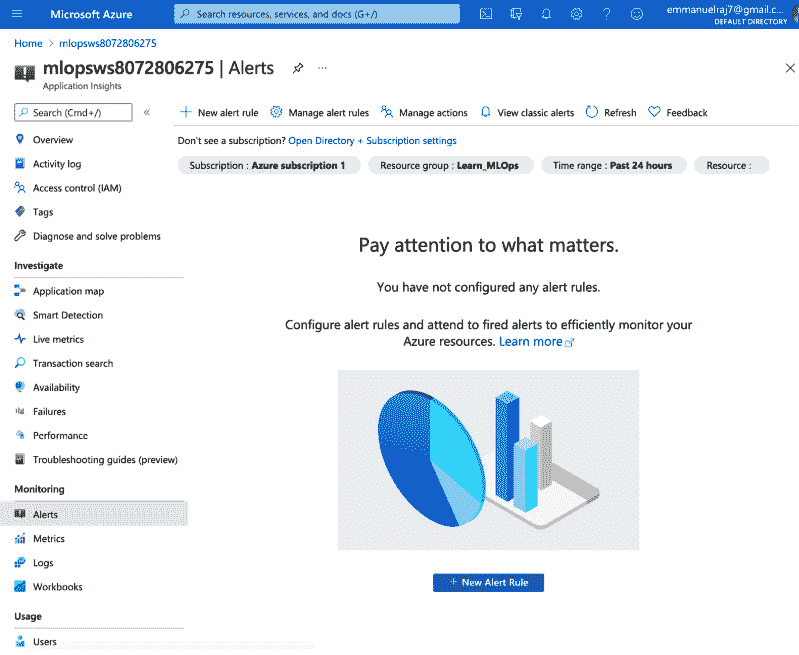 Microsoft Azure
Search resources, services, and docs (G+/)
emmanuelraj7@gmail.c...
DEFAULT DIRECTORY
Home > mlopsws8072806275
mlopsws8072806275 | Alerts ...
Application Insights
Search (Cmd+/) «
Overview
Activity log
Access control (IAM)
Tags
Diagnose and solve problems
Investigate
Application map
Smart Detection
Live metrics
Transaction search
Availability
Failures
Performance
Troubleshooting guides (preview)
Monitoring
Alerts
Metrics
Logs
Workbooks
Usage
Users
+ New alert rule Manage alert rules Manage actions View classic alerts Refresh Feedback
Don't see a subscription? Open Directory + Subscription settings
Subscription : Azure subscription 1 Resource group : Learn_MLOps Time range : Past 24 hours Resource :
Pay attention to what matters.
You have not configured any alert rules.
Configure alert rules and attend to fired alerts to efficiently monitor your
Azure resources. Learn more
+ New Alert Rule